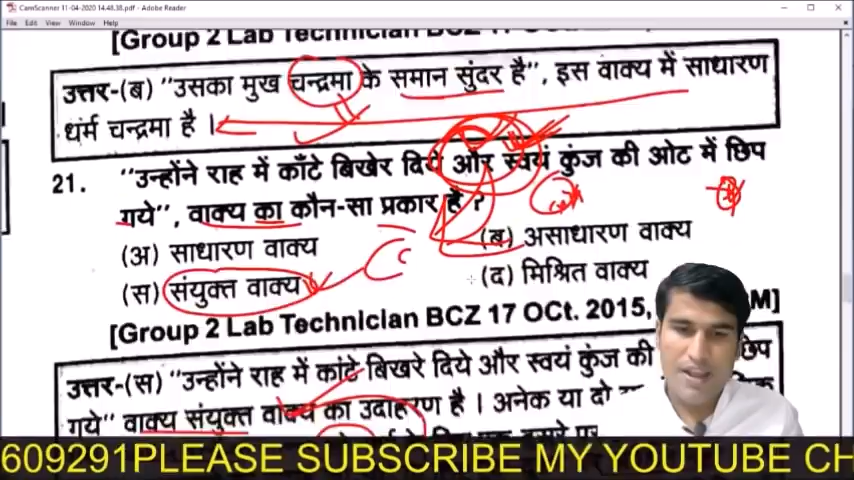 CamScanner 11-04-2020 14.48.38.pdf - Adobe Reader
File Edit View Window Help
[Group 2 Lab Technician BCZ
उत्तर-(ब) "उसका मुख चन्द्रमा के समान सुंदर है", इस वाक्य में साधारण
धर्म चन्द्रमा है ।
21. "उन्होंने राह में काँटे बिखेर दिये और स्वयं कुंज की ओट में छिप
गये", वाक्य का कौन-सा प्रकार है ?
(अ) साधारण वाक्य (ब) असाधारण वाक्य
(स) संयुक्त वाक्य (द) मिश्रित वाक्य
[Group 2 Lab Technician BCZ 17 OCt. 2015, M]
उत्तर-(स) "उन्होंने राह में कांटे बिखरे दिये और स्वयं कुंज की छिप
गये" वाक्य संयुक्त वाक्य का उदाहरण है । अनेक या दो
609291PLEASE SUBSCRIBE MY YOUTUBE CH